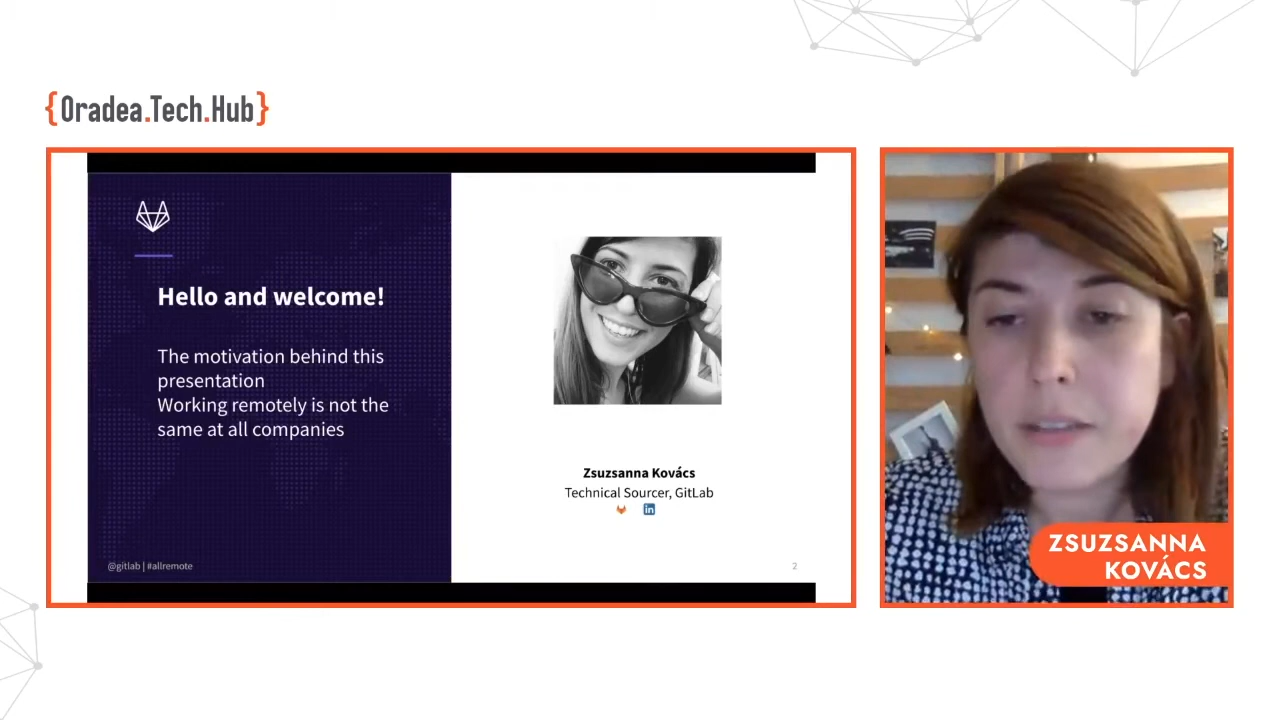 {Oradea.Tech.Hub}
Hello and welcome!
The motivation behind this
presentation
Working remotely is not the
same at all companies
@gitlab | #allremote
Zsuzsanna Kovács
Technical Sourcer, GitLab
in
2
ZSUZSANNA
KOVÁCS